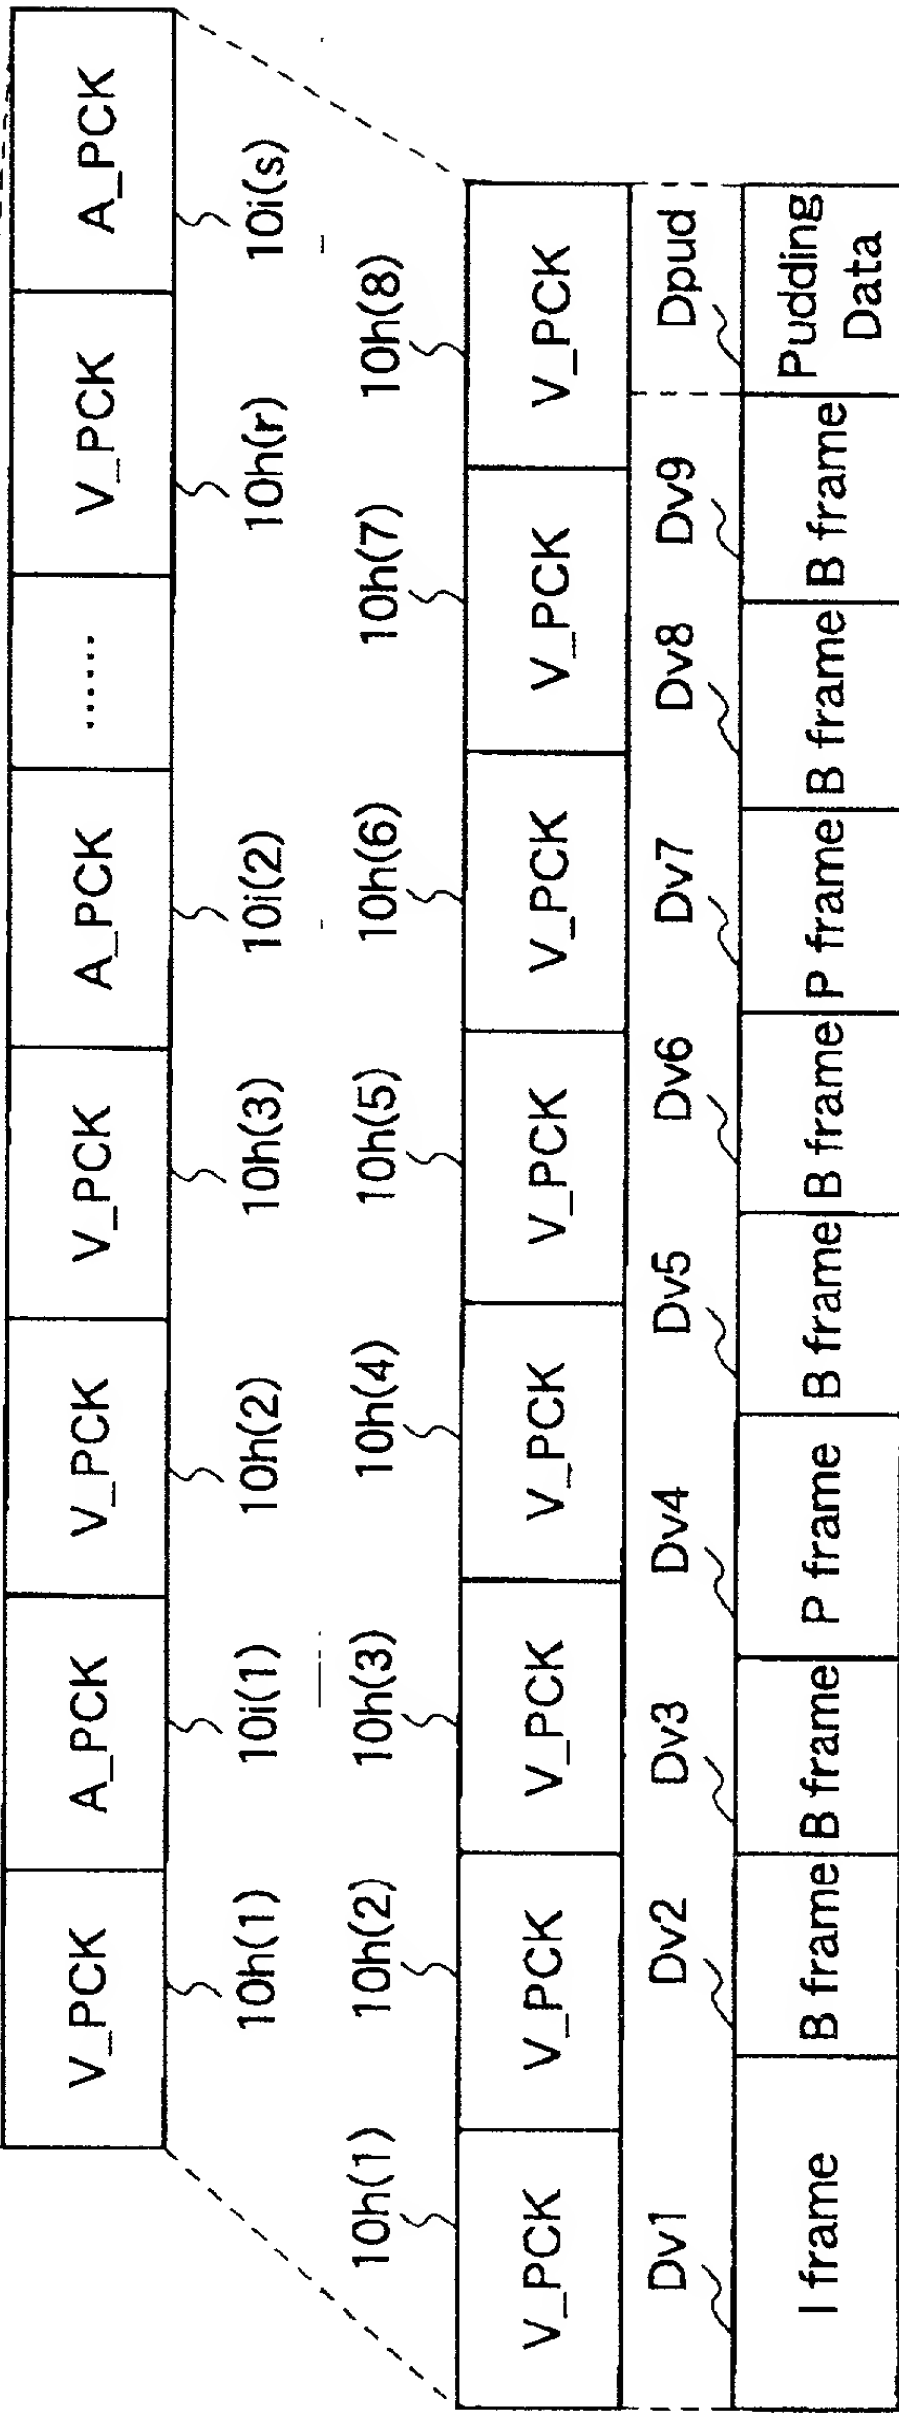 V_PCK A_PCK V_PCK V_PCK A_PCK ...... V_PCK A_PCK
10h(1) 10i(1) 10h(2) 10h(3) 10i(2) 10h(r) 10i(s)
10h(1) 10h(2) 10h(3) 10h(4) 10h(5) 10h(6) 10h(7) 10h(8)
V_PCK V_PCK V_PCK V_PCK V_PCK V_PCK V_PCK V_PCK
Dv1 Dv2 Dv3 Dv4 Dv5 Dv6 Dv7 Dv8 Dv9 Dpud
I frame B frame B frame P frame B frame B frame P frame B frame B frame Pudding
Data